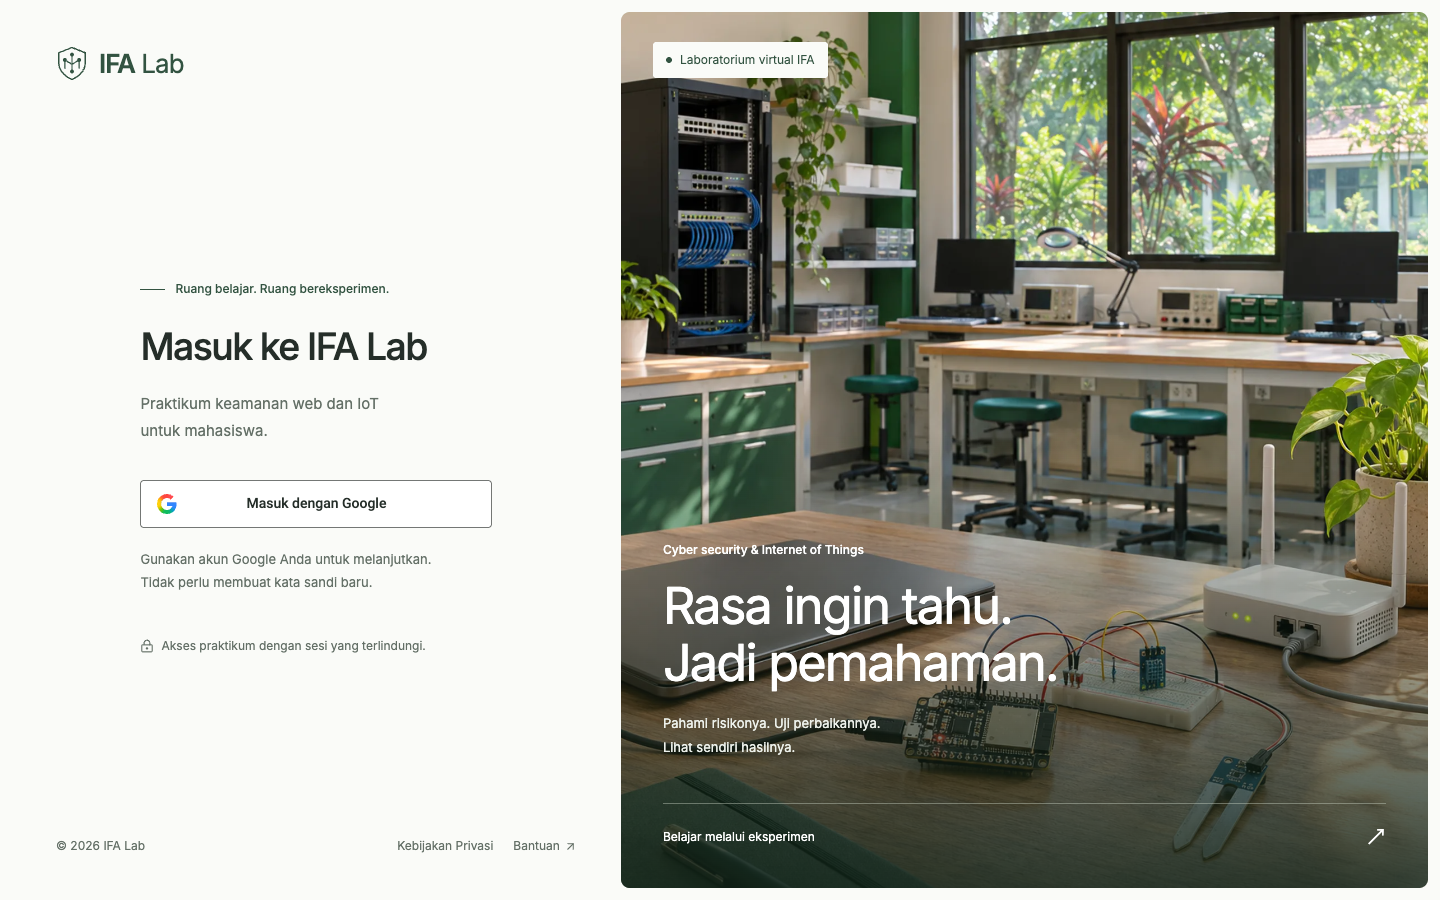 IFA Lab
Ruang belajar. Ruang bereksperimen.
Masuk ke IFA Lab
Praktikum keamanan web dan IoT
untuk mahasiswa.
Masuk dengan Google
Gunakan akun Google Anda untuk melanjutkan.
Tidak perlu membuat kata sandi baru.
Akses praktikum dengan sesi yang terlindungi.
© 2026 IFA Lab
Kebijakan Privasi
Bantuan
Laboratorium virtual IFA
Cyber security & Internet of Things
Rasa ingin tahu.
Jadi pemahaman.
Pahami risikonya. Uji perbaikannya.
Lihat sendiri hasilnya.
Belajar melalui eksperimen